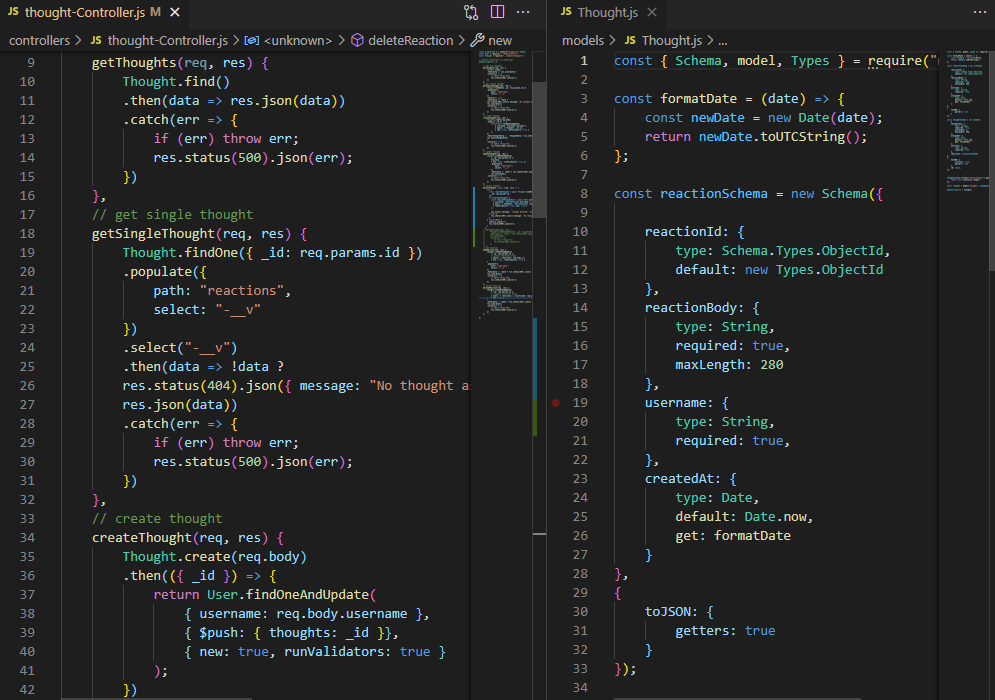 JS thought-Controller.js M ×
controllers > JS thought-Controller.js > <unknown> > deleteReaction > new
9 getThoughts(req, res) {
10 Thought.find()
11 .then(data => res.json(data))
12 .catch(err => {
13 if (err) throw err;
14 res.status(500).json(err);
15 })
16 },
17 // get single thought
18 getSingleThought(req, res) {
19 Thought.findOne({ _id: req.params.id })
20 .populate({
21 path: "reactions",
22 select: "-__v"
23 })
24 .select("-__v")
25 .then(data => !data ?
26 res.status(404).json({ message: "No thought a
27 res.json(data))
28 .catch(err => {
29 if (err) throw err;
30 res.status(500).json(err);
31 })
32 },
33 // create thought
34 createThought(req, res) {
35 Thought.create(req.body)
36 .then(({ _id }) => {
37 return User.findOneAndUpdate(
38 { username: req.body.username },
39 { $push: { thoughts: _id }},
40 { new: true, runValidators: true }
41 );
42 })
JS Thought.js ×
models > JS Thought.js > ...
1 const { Schema, model, Types } = require("
2
3 const formatDate = (date) => {
4 const newDate = new Date(date);
5 return newDate.toUTCString();
6 };
7
8 const reactionSchema = new Schema({
9
10 reactionId: {
11 type: Schema.Types.ObjectId,
12 default: new Types.ObjectId
13 },
14 reactionBody: {
15 type: String,
16 required: true,
17 maxLength: 280
18 },
19 username: {
20 type: String,
21 required: true,
22 },
23 createdAt: {
24 type: Date,
25 default: Date.now,
26 get: formatDate
27 }
28 },
29 {
30 toJSON: {
31 getters: true
32 }
33 });
34